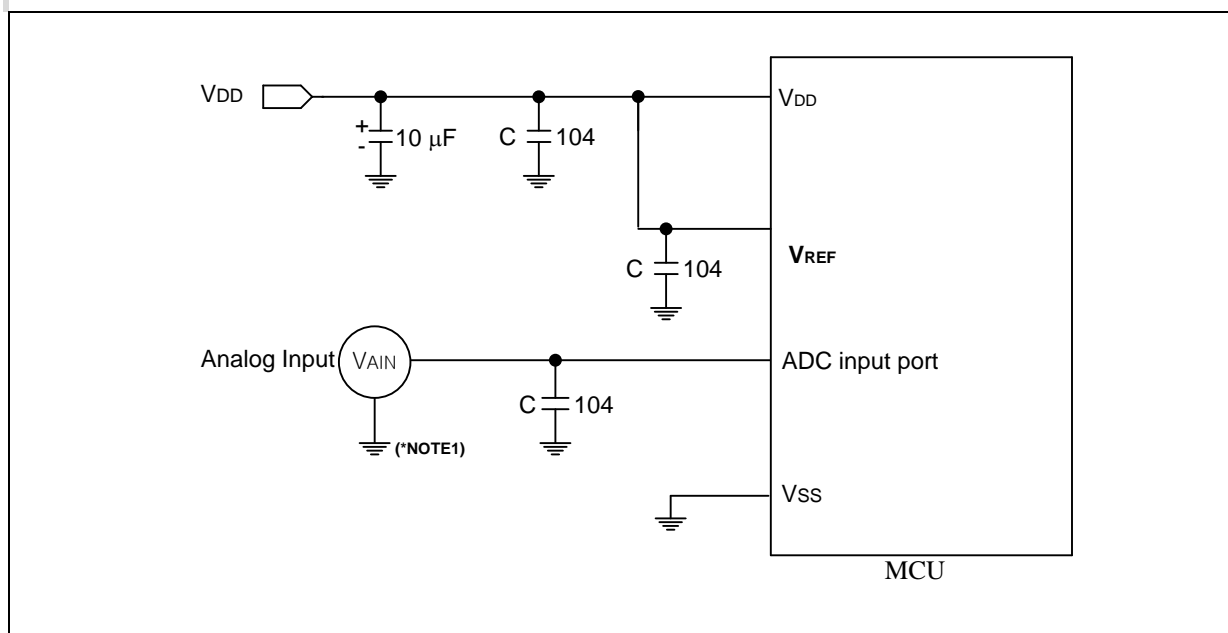 VDD
VDD
+
-
10 μF
C 104
C 104
VREF
Analog Input VAIN
ADC input port
C 104
(*NOTE1)
VSS
MCU